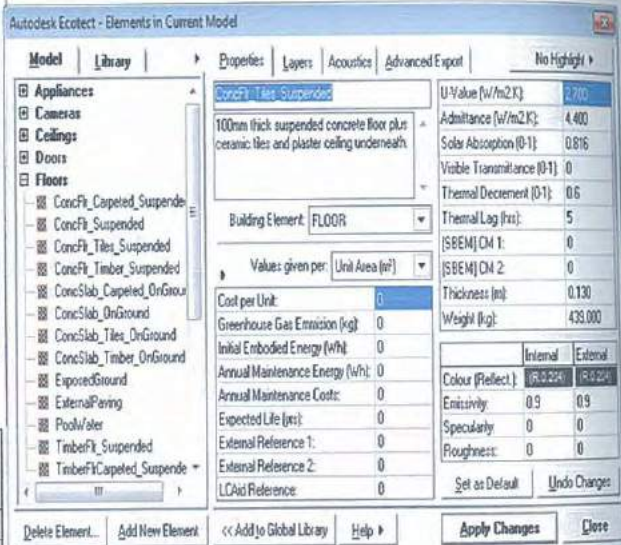 Autodesk Ecotect - Elements in Current Model
Model
Library
Properties
Layers
Acoustics
Advanced Export
No Highlight
Appliances
Cameras
Ceilings
Doors
Floors
ConcFlr_Carpeted_Suspende
ConcFlr_Suspended
ConcFlr_Tiles_Suspended
ConcFlr_Timber_Suspended
ConcSlab_Carpeted_OnGroun
ConcSlab_OnGround
ConcSlab_Tiles_OnGround
ConcSlab_Timber_OnGround
ExposedGround
ExternalPaving
PoolWater
TimberFlr_Suspended
TimberFlrCarpeted_Suspende
ConcFlr_Tiles_Suspended
100mm thick suspended concrete floor plus
ceramic tiles and plaster ceiling underneath.
Building Element: FLOOR
Values given per: Unit Area (m²)
Cost per Unit: 0
Greenhouse Gas Emmision (kg): 0
Initial Embodied Energy (Wh): 0
Annual Maintenance Energy (Wh): 0
Annual Maintenance Costs: 0
Expected Life (yrs): 0
External Reference 1: 0
External Reference 2: 0
LCAid Reference: 0
U-Value (W/m2.K): 2.700
Admittance (W/m2.K): 4.400
Solar Absorption (0-1): 0.816
Visible Transmittance (0-1): 0
Thermal Decrement (0-1): 0.6
Thermal Lag (hrs): 5
[SBEM] CM 1: 0
[SBEM] CM 2: 0
Thickness (m): 0.130
Weight (kg): 439.000
Internal External
Colour (Reflect.): (R:0.204) (R:0.204)
Emissivity: 0.9 0.9
Specularity: 0 0
Roughness: 0 0
Set as Default
Undo Changes
Delete Element...
Add New Element
<< Add to Global Library
Help
Apply Changes
Close